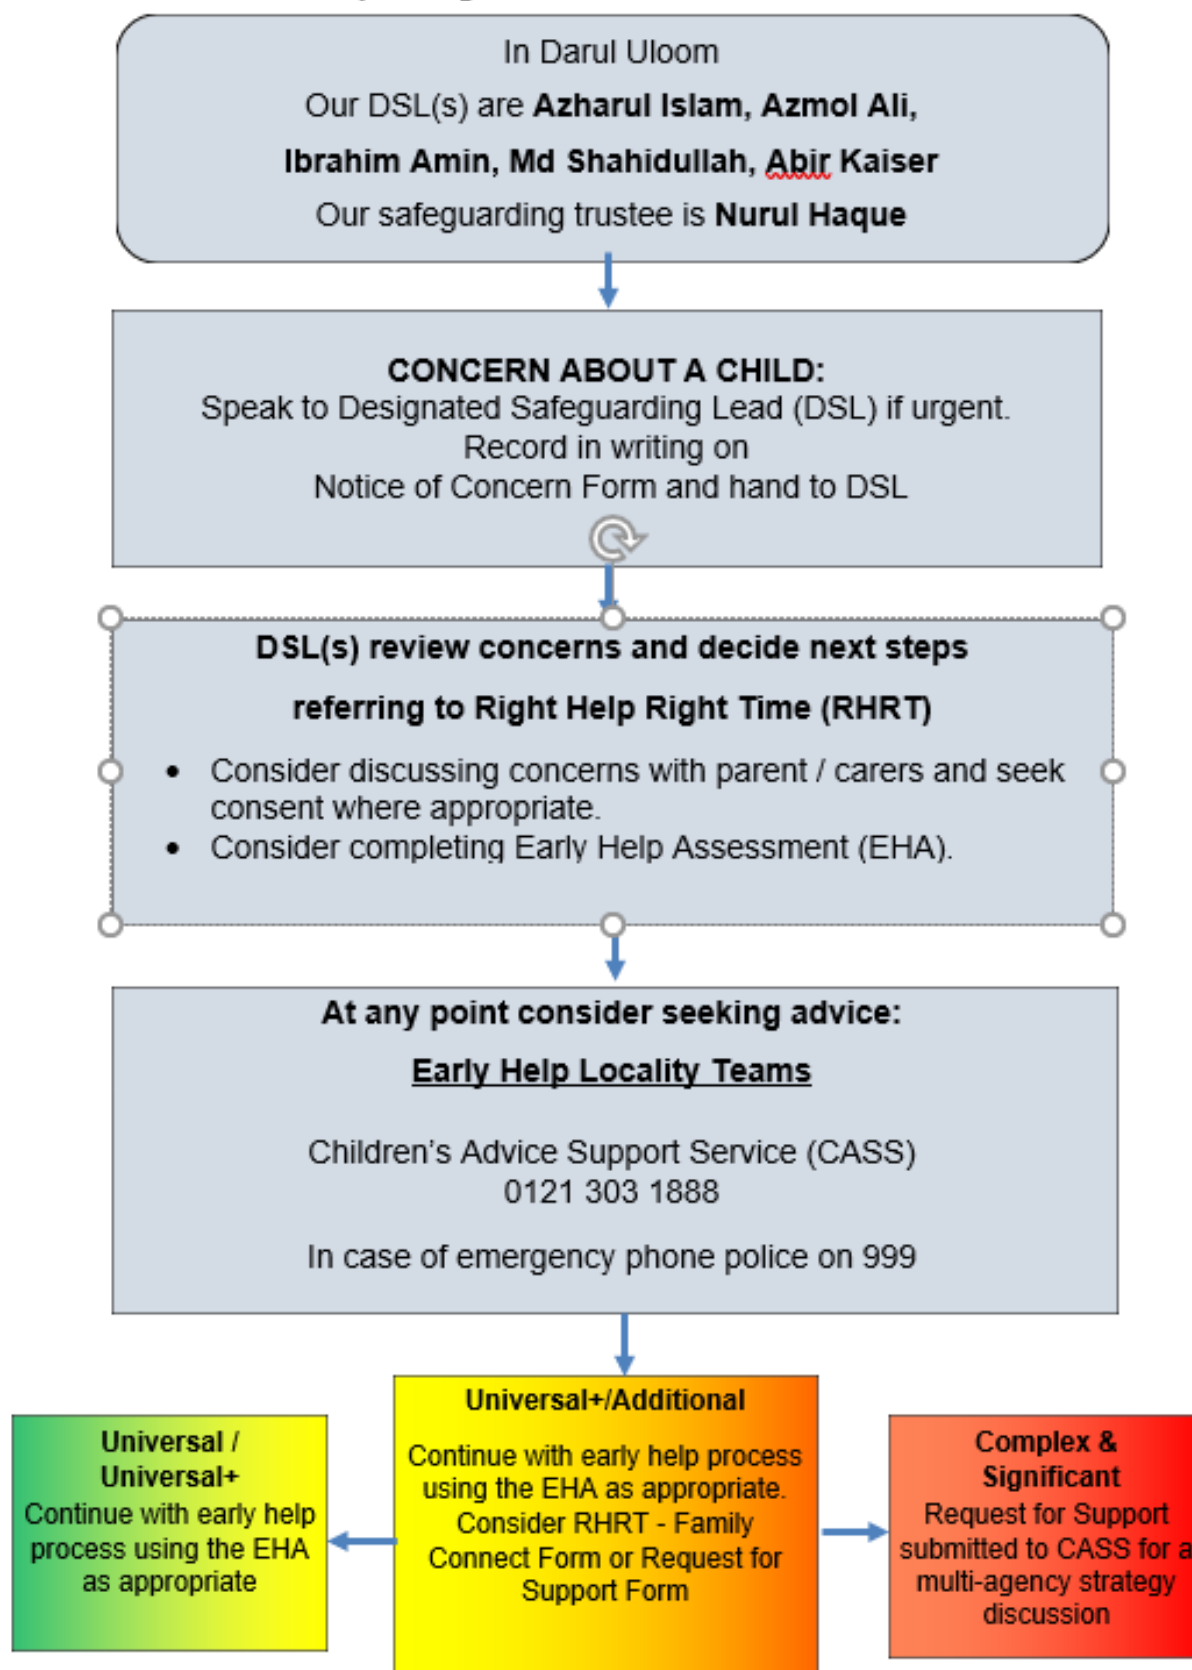 In Darul Uloom
Our DSL(s) are Azharul Islam, Azmol Ali,
Ibrahim Amin, Md Shahidullah, Abir Kaiser
Our safeguarding trustee is Nurul Haque
CONCERN ABOUT A CHILD:
Speak to Designated Safeguarding Lead (DSL) if urgent.
Record in writing on
Notice of Concern Form and hand to DSL
DSL(s) review concerns and decide next steps
referring to Right Help Right Time (RHRT)
• Consider discussing concerns with parent / carers and seek
consent where appropriate.
• Consider completing Early Help Assessment (EHA).
At any point consider seeking advice:
Early Help Locality Teams
Children's Advice Support Service (CASS)
0121 303 1888
In case of emergency phone police on 999
Universal /
Universal+
Continue with early help
process using the EHA
as appropriate
Universal+/Additional
Continue with early help process
using the EHA as appropriate.
Consider RHRT - Family
Connect Form or Request for
Support Form
Complex &
Significant
Request for Support
submitted to CASS for a
multi-agency strategy
discussion